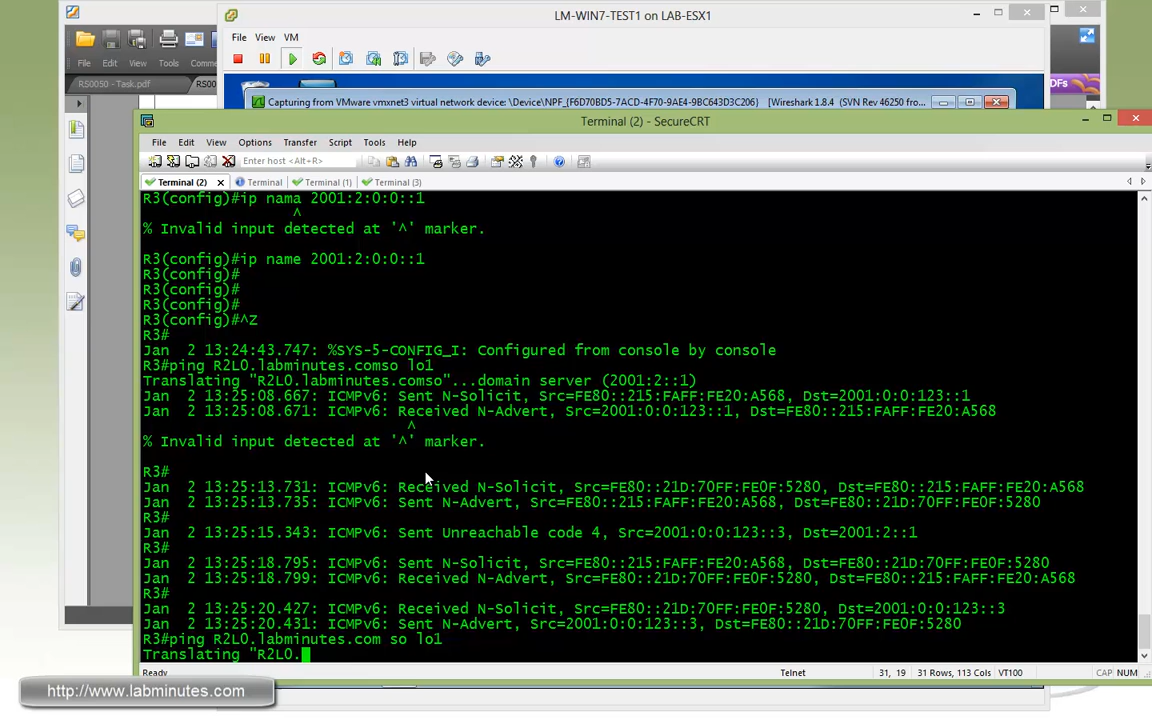 LM-WIN7-TEST1 on LAB-ESX1
File View VM
File Edit View Tools
RS0050 - Task.pdf
RS00
DFs
Capturing from VMware vmxnet3 virtual network device: \Device\NPF_{F6D70BD5-7ACD-4F70-9AE4-9BC643D3C206} [Wireshark 1.8.4 (SVN Rev 46250 fro...
Terminal (2) - SecureCRT
File Edit View Options Transfer Script Tools Help
Enter host <Alt+R>
Terminal (2) Terminal Terminal (1) Terminal (3)
R3(config)#ip nama 2001:2:0:0::1
^
% Invalid input detected at '^' marker.
R3(config)#ip name 2001:2:0:0::1
R3(config)#
R3(config)#
R3(config)#
R3(config)#^Z
R3#
Jan 2 13:24:43.747: %SYS-5-CONFIG_I: Configured from console by console
R3#ping R2L0.labminutes.comso lo1
Translating "R2L0.labminutes.comso"...domain server (2001:2::1)
Jan 2 13:25:08.667: ICMPv6: Sent N-Solicit, Src=FE80::215:FAFF:FE20:A568, Dst=2001:0:0:123::1
Jan 2 13:25:08.671: ICMPv6: Received N-Advert, Src=2001:0:0:123::1, Dst=FE80::215:FAFF:FE20:A568
^
% Invalid input detected at '^' marker.
R3#
Jan 2 13:25:13.731: ICMPv6: Received N-Solicit, Src=FE80::21D:70FF:FE0F:5280, Dst=FE80::215:FAFF:FE20:A568
Jan 2 13:25:13.735: ICMPv6: Sent N-Advert, Src=FE80::215:FAFF:FE20:A568, Dst=FE80::21D:70FF:FE0F:5280
R3#
Jan 2 13:25:15.343: ICMPv6: Sent Unreachable code 4, Src=2001:0:0:123::3, Dst=2001:2::1
R3#
Jan 2 13:25:18.795: ICMPv6: Sent N-Solicit, Src=FE80::215:FAFF:FE20:A568, Dst=FE80::21D:70FF:FE0F:5280
Jan 2 13:25:18.799: ICMPv6: Received N-Advert, Src=FE80::21D:70FF:FE0F:5280, Dst=FE80::215:FAFF:FE20:A568
R3#
Jan 2 13:25:20.427: ICMPv6: Received N-Solicit, Src=FE80::21D:70FF:FE0F:5280, Dst=2001:0:0:123::3
Jan 2 13:25:20.431: ICMPv6: Sent N-Advert, Src=2001:0:0:123::3, Dst=FE80::21D:70FF:FE0F:5280
R3#ping R2L0.labminutes.com so lo1
Translating "R2L0.
Ready Telnet 31, 19 31 Rows, 113 Cols VT100 CAP NUM
http://www.labminutes.com